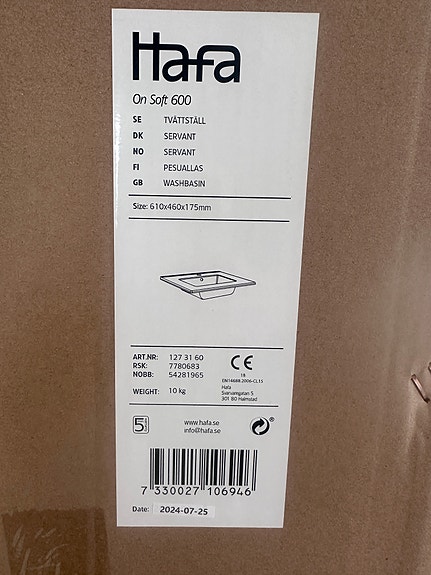 Hafa
On Soft 600
SE TVÄTTSTÄLL
DK SERVANT
NO SERVANT
FI PESUALLAS
GB WASHBASIN
Size: 610x460x175mm
ART.NR: 127 31 60
RSK: 7780683
NOBB: 54281965
WEIGHT: 10 kg
CE
18
EN14688:2006-CL15
Hafa
Svarvaregatan 5
301 80 Halmstad
5
www.hafa.se
info@hafa.se
7 330027 106946
Date: 2024-07-25